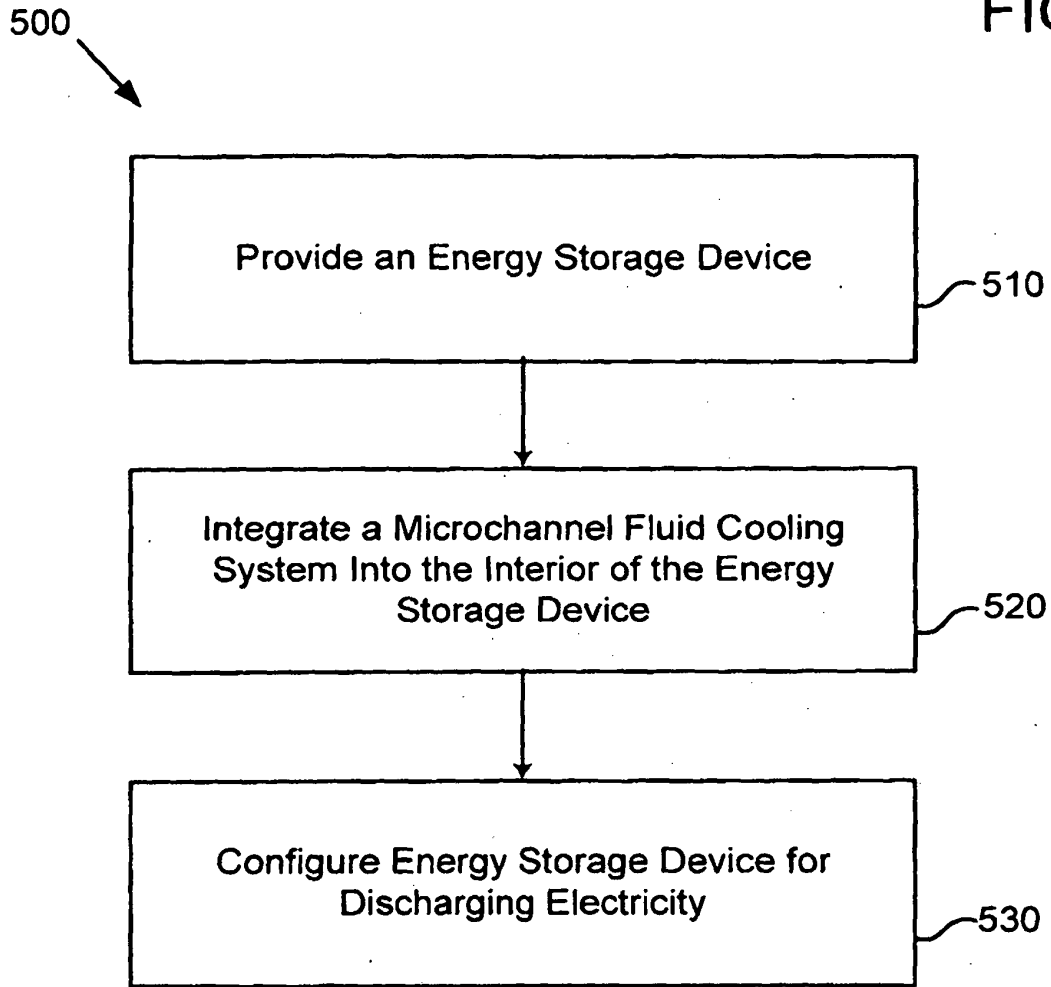 500
FIG
Provide an Energy Storage Device
510
Integrate a Microchannel Fluid Cooling
System Into the Interior of the Energy
Storage Device
520
Configure Energy Storage Device for
Discharging Electricity
530